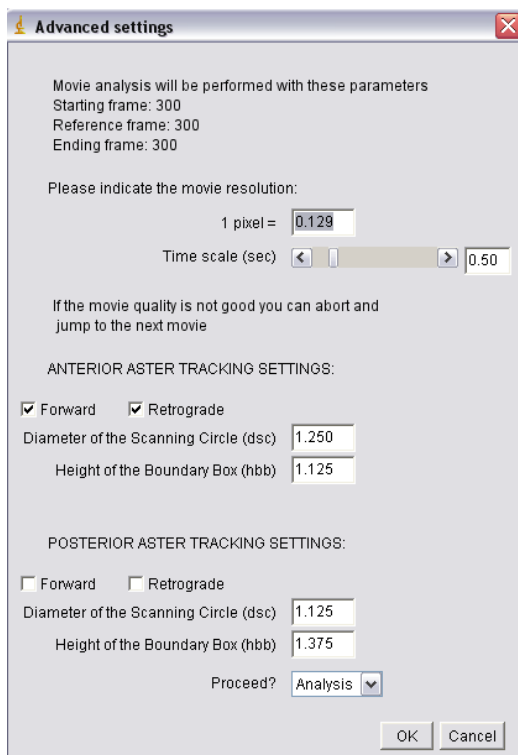 Advanced settings
Movie analysis will be performed with these parameters
Starting frame: 300
Reference frame: 300
Ending frame: 300
Please indicate the movie resolution:
1 pixel = 0.129
Time scale (sec) 0.50
If the movie quality is not good you can abort and
jump to the next movie
ANTERIOR ASTER TRACKING SETTINGS:
Forward Retrograde
Diameter of the Scanning Circle (dsc) 1.250
Height of the Boundary Box (hbb) 1.125
POSTERIOR ASTER TRACKING SETTINGS:
Forward Retrograde
Diameter of the Scanning Circle (dsc) 1.125
Height of the Boundary Box (hbb) 1.375
Proceed? Analysis
OK Cancel